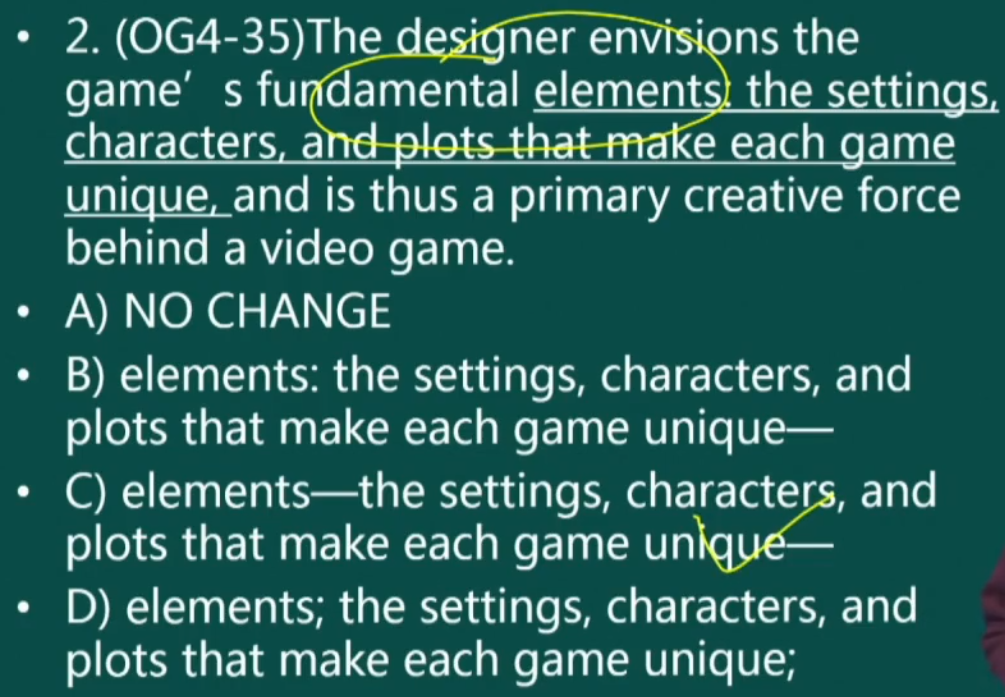 • 2. (OG4-35)The designer envisions the
game's fundamental elements: the settings,
characters, and plots that make each game
unique, and is thus a primary creative force
behind a video game.
• A) NO CHANGE
• B) elements: the settings, characters, and
plots that make each game unique—
• C) elements—the settings, characters, and
plots that make each game unique—
• D) elements; the settings, characters, and
plots that make each game unique;